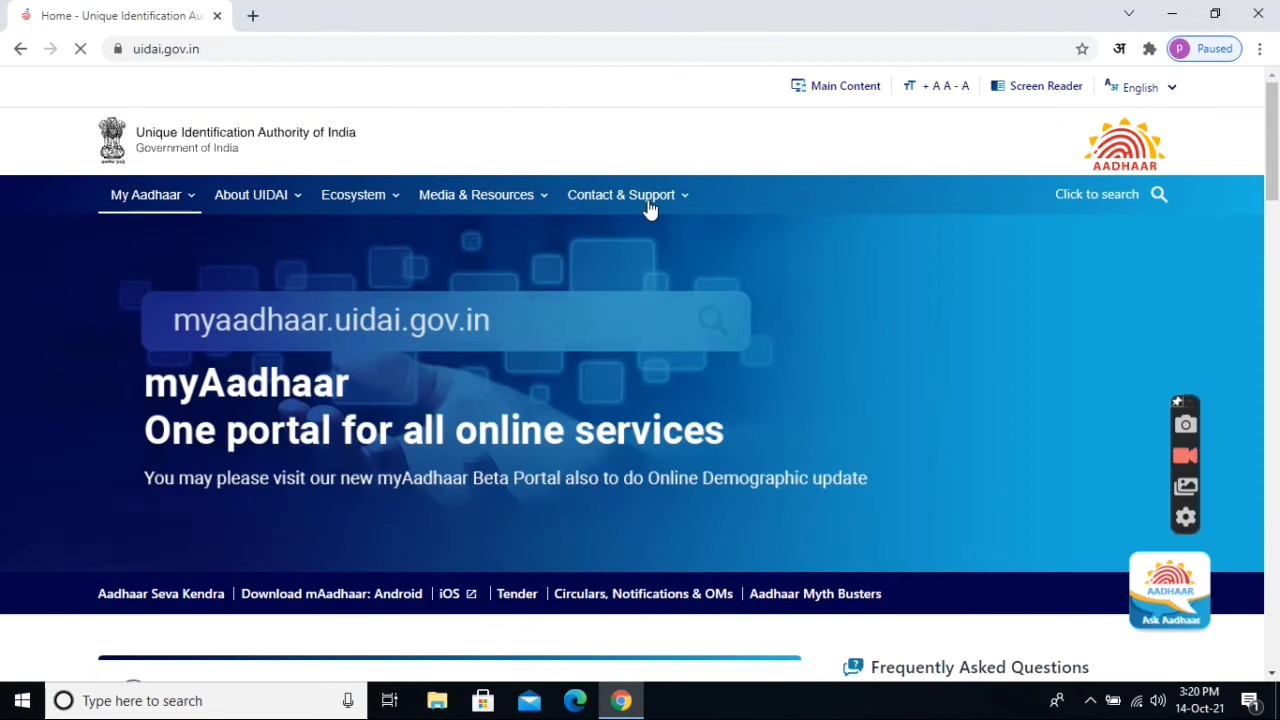 Home - Unique Identification Au
uidai.gov.in
अ
P Paused
Main Content
TT + A A - A
Screen Reader
English
Unique Identification Authority of India
Government of India
AADHAAR
My Aadhaar
About UIDAI
Ecosystem
Media & Resources
Contact & Support
Click to search
myaadhaar.uidai.gov.in
myAadhaar
One portal for all online services
You may please visit our new myAadhaar Beta Portal also to do Online Demographic update
Aadhaar Seva Kendra
Download mAadhaar: Android
iOS
Tender
Circulars, Notifications & OMs
Aadhaar Myth Busters
AADHAAR
Ask Aadhaar
Frequently Asked Questions
Type here to search
3:20 PM
14-Oct-21
1